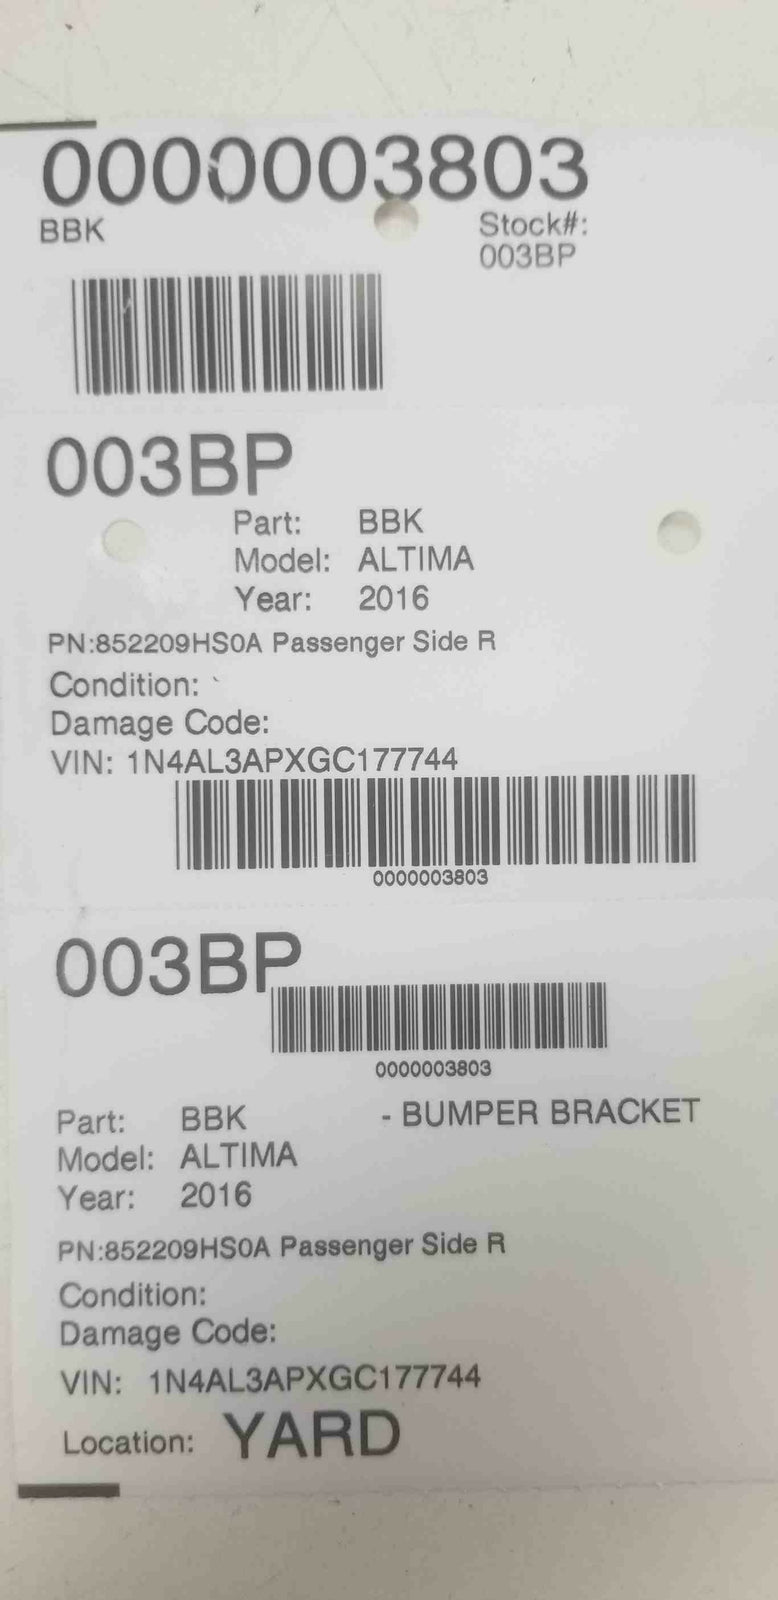 0000003803
BBK
Stock#:
003BP
003BP
Part: BBK
Model: ALTIMA
Year: 2016
PN:852209HS0A Passenger Side R
Condition:
Damage Code:
VIN: 1N4AL3APXGC177744
0000003803
003BP
0000003803
Part: BBK - BUMPER BRACKET
Model: ALTIMA
Year: 2016
PN:852209HS0A Passenger Side R
Condition:
Damage Code:
VIN: 1N4AL3APXGC177744
Location: YARD